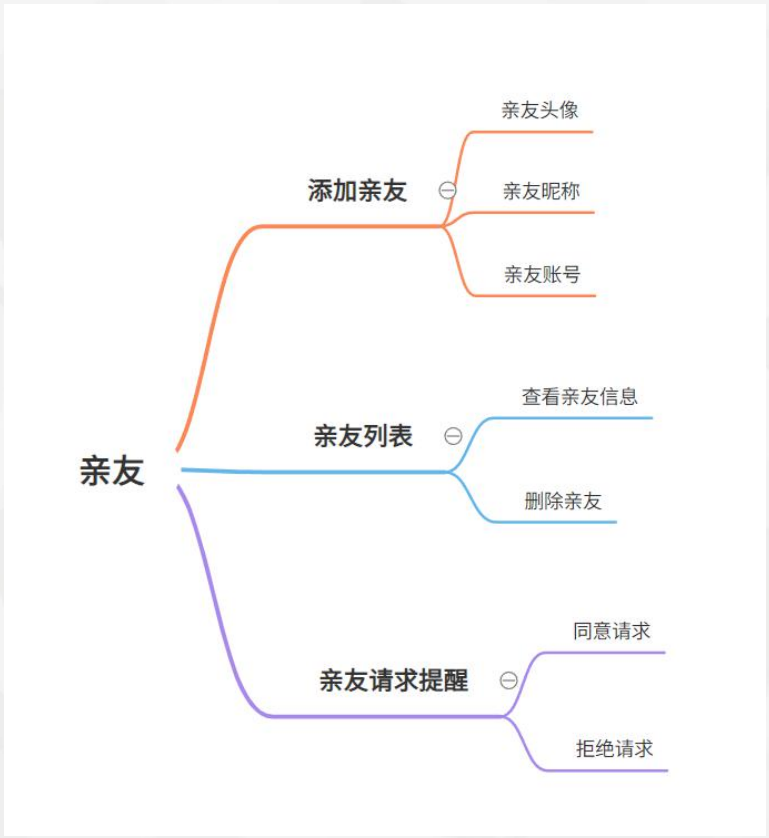 亲友
添加亲友
亲友头像
亲友昵称
亲友账号
亲友列表
查看亲友信息
删除亲友
亲友请求提醒
同意请求
拒绝请求